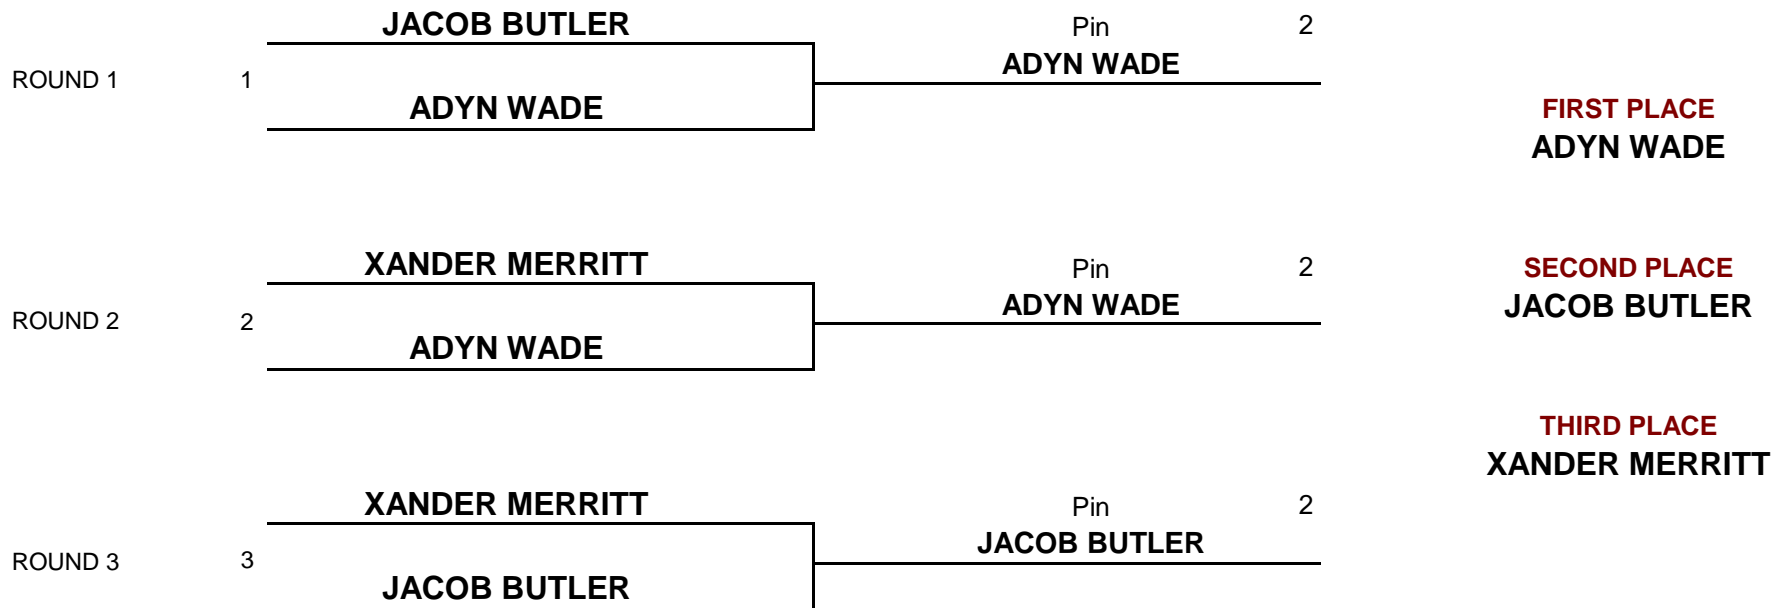 JACOB BUTLER
Pin 2
ADYN WADE
ROUND 1 1
ADYN WADE
FIRST PLACE
ADYN WADE
XANDER MERRITT
Pin 2
ADYN WADE
ROUND 2 2
ADYN WADE
SECOND PLACE
JACOB BUTLER
THIRD PLACE
XANDER MERRITT
XANDER MERRITT
Pin 2
JACOB BUTLER
ROUND 3 3
JACOB BUTLER